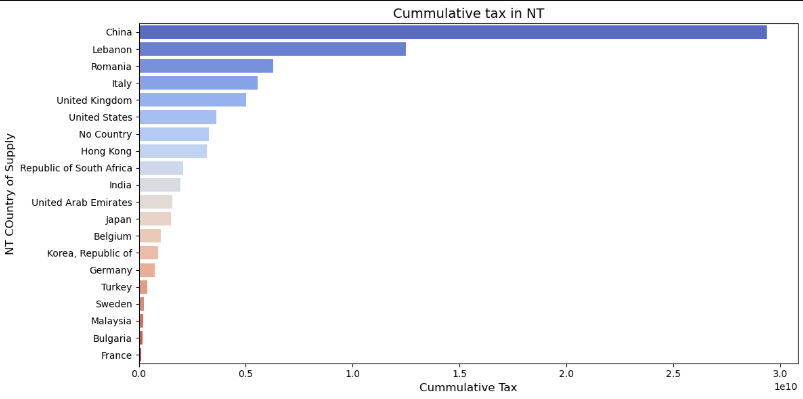 Cummulative tax in NT
NT COuntry of Supply
China
Lebanon
Romania
Italy
United Kingdom
United States
No Country
Hong Kong
Republic of South Africa
India
United Arab Emirates
Japan
Belgium
Korea, Republic of
Germany
Turkey
Sweden
Malaysia
Bulgaria
France
0.0 0.5 1.0 1.5 2.0 2.5 3.0
1e10
Cummulative Tax